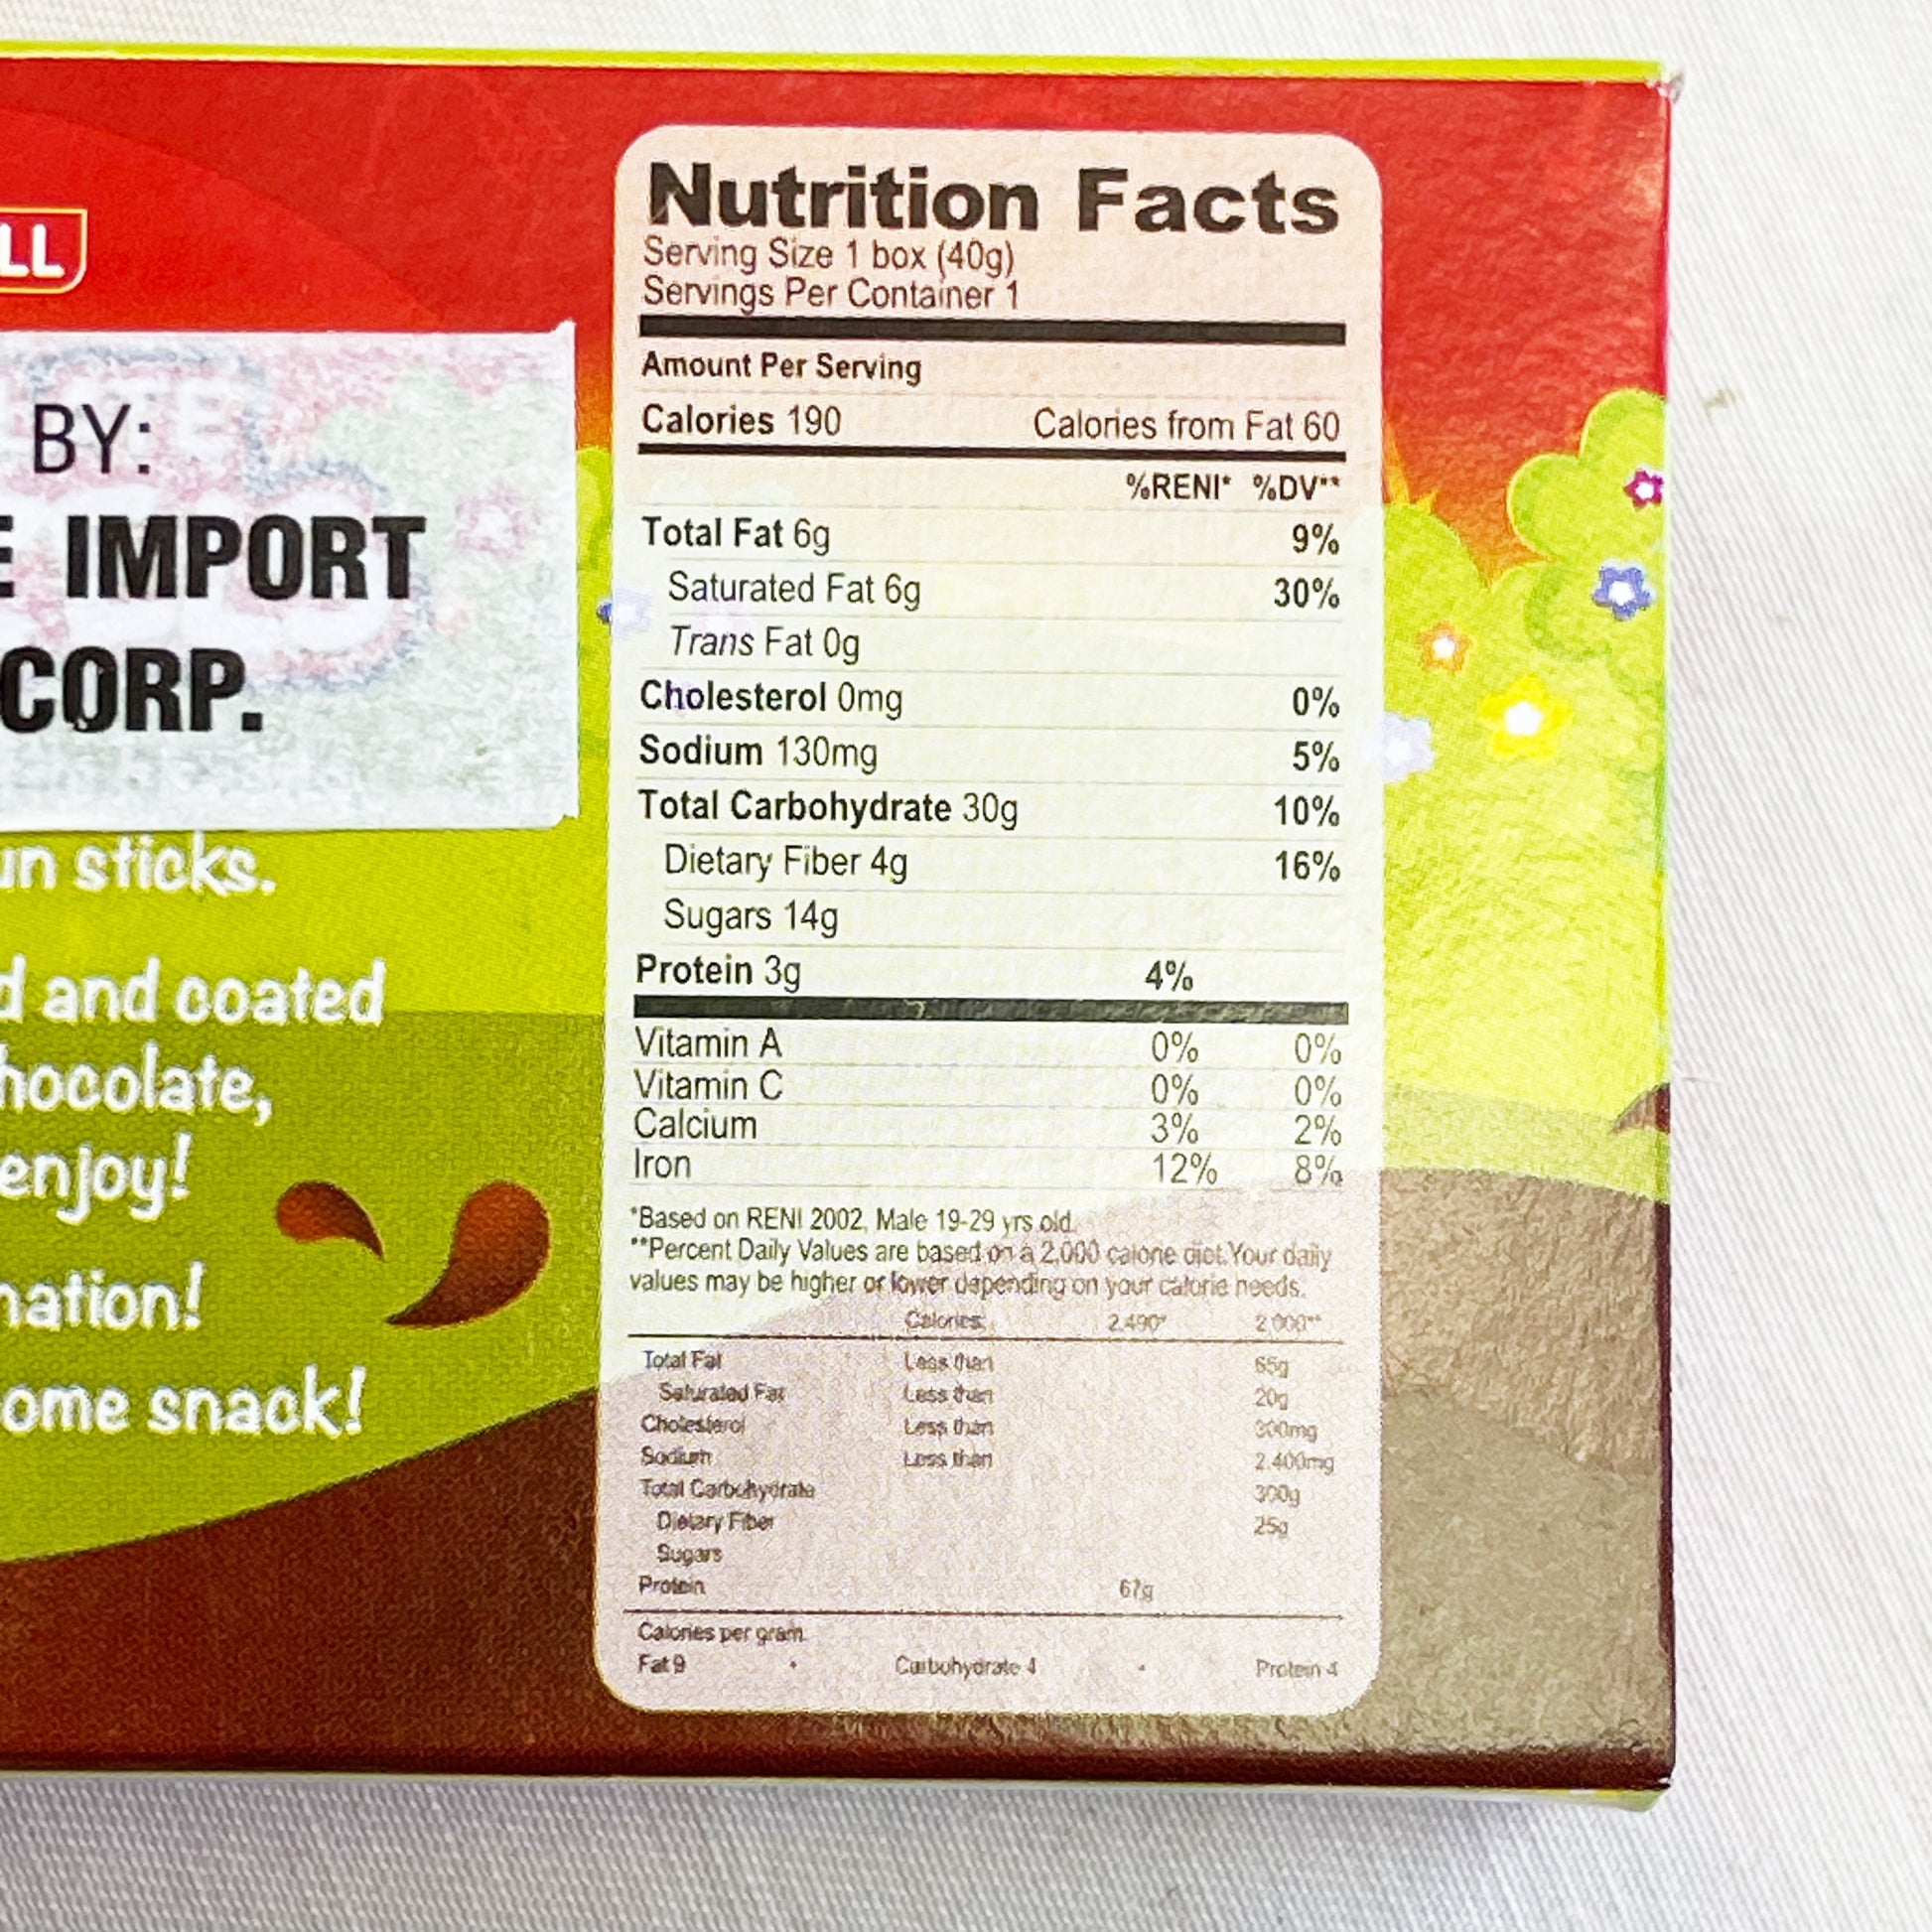 LL
BY:
E IMPORT
CORP.
un sticks.
d and coated
hocolate,
enjoy!
nation!
ome snack!
Nutrition Facts
Serving Size 1 box (40g)
Servings Per Container 1
Amount Per Serving
Calories 190 Calories from Fat 60
%RENI* %DV**
Total Fat 6g 9%
Saturated Fat 6g 30%
Trans Fat 0g
Cholesterol 0mg 0%
Sodium 130mg 5%
Total Carbohydrate 30g 10%
Dietary Fiber 4g 16%
Sugars 14g
Protein 3g 4%
Vitamin A 0% 0%
Vitamin C 0% 0%
Calcium 3% 2%
Iron 12% 8%
*Based on RENI 2002, Male 19-29 yrs old.
**Percent Daily Values are based on a 2,000 calorie diet. Your daily
values may be higher or lower depending on your calorie needs.
Calories: 2,490* 2,000**
Total Fat Less than 65g
Saturated Fat Less than 20g
Cholesterol Less than 300mg
Sodium Less than 2,400mg
Total Carbohydrate 300g
Dietary Fiber 25g
Sugars
Protein 67g
Calories per gram
Fat 9 • Carbohydrate 4 • Protein 4